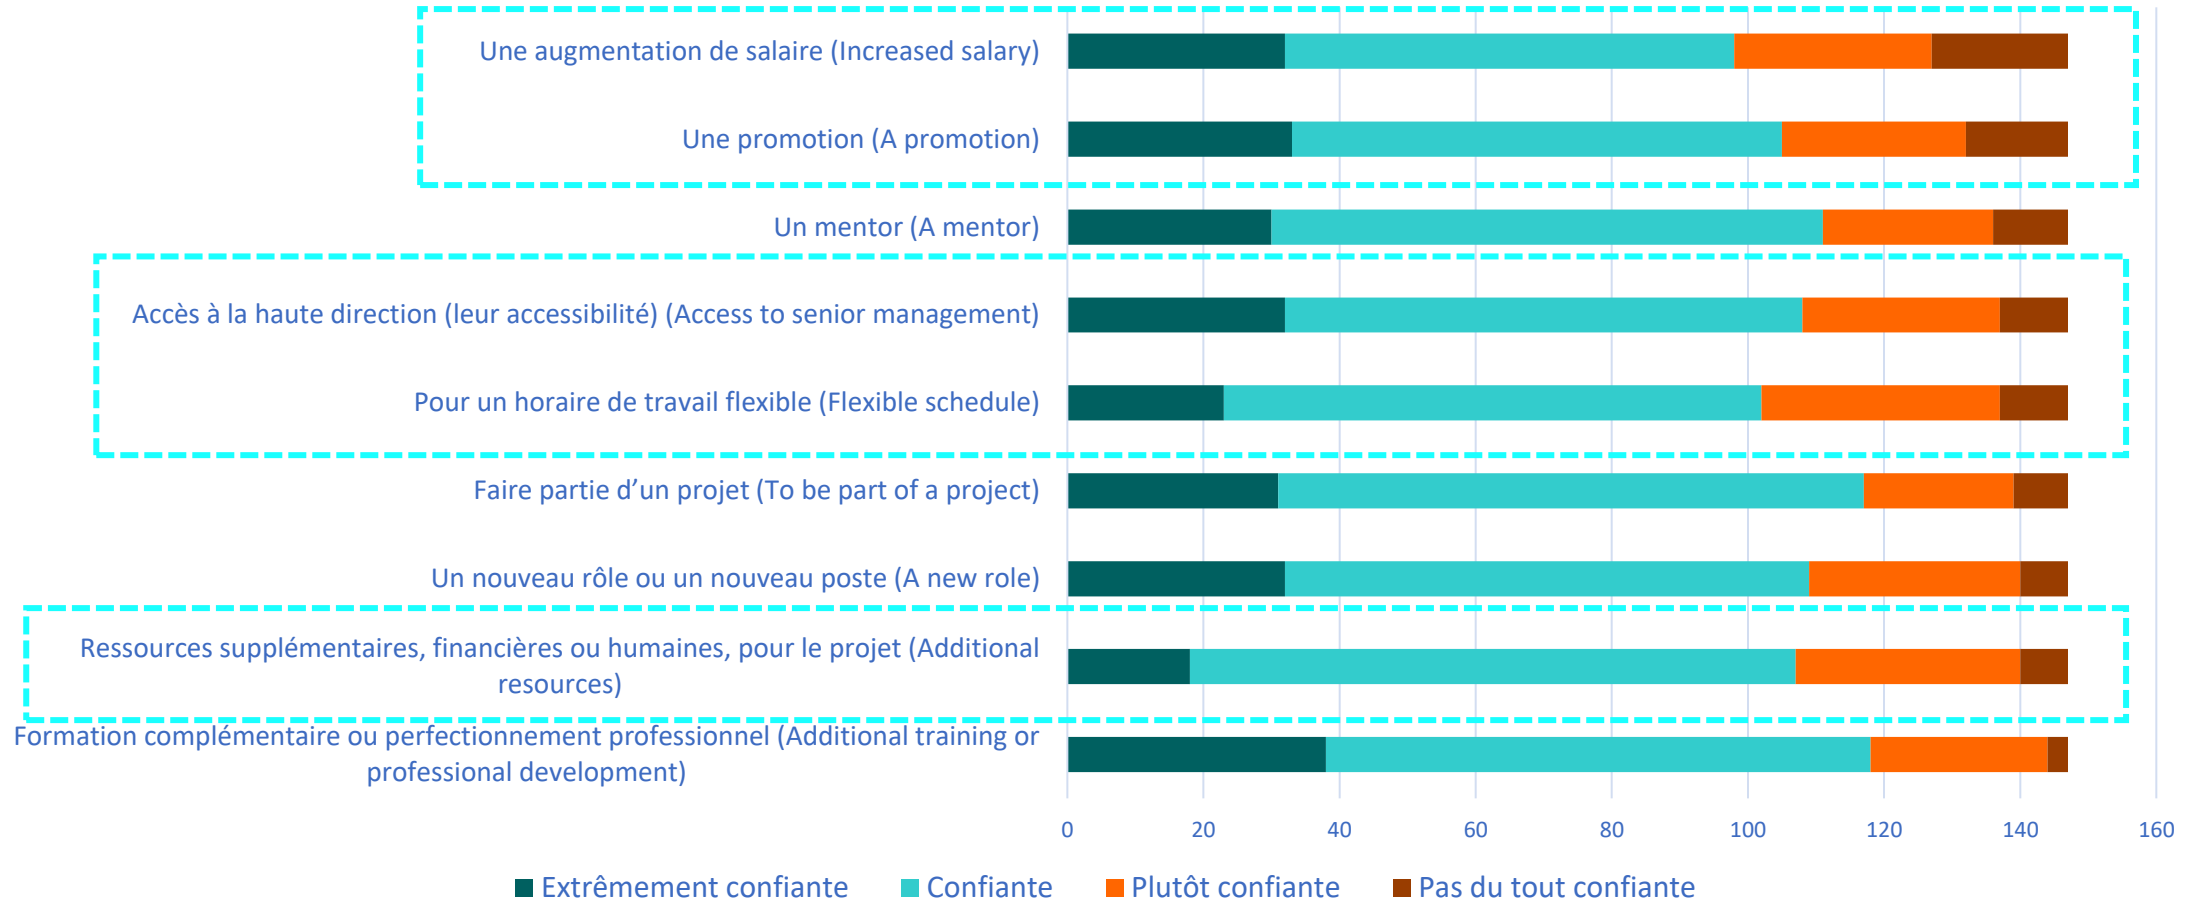 Une augmentation de salaire (Increased salary)
Une promotion (A promotion)
Un mentor (A mentor)
Accès à la haute direction (leur accessibilité) (Access to senior management)
Pour un horaire de travail flexible (Flexible schedule)
Faire partie d’un projet (To be part of a project)
Un nouveau rôle ou un nouveau poste (A new role)
Ressources supplémentaires, financières ou humaines, pour le projet (Additional
resources)
Formation complémentaire ou perfectionnement professionnel (Additional training or
professional development)
0 20 40 60 80 100 120 140 160
Extrêmement confiante Confiante Plutôt confiante Pas du tout confiante